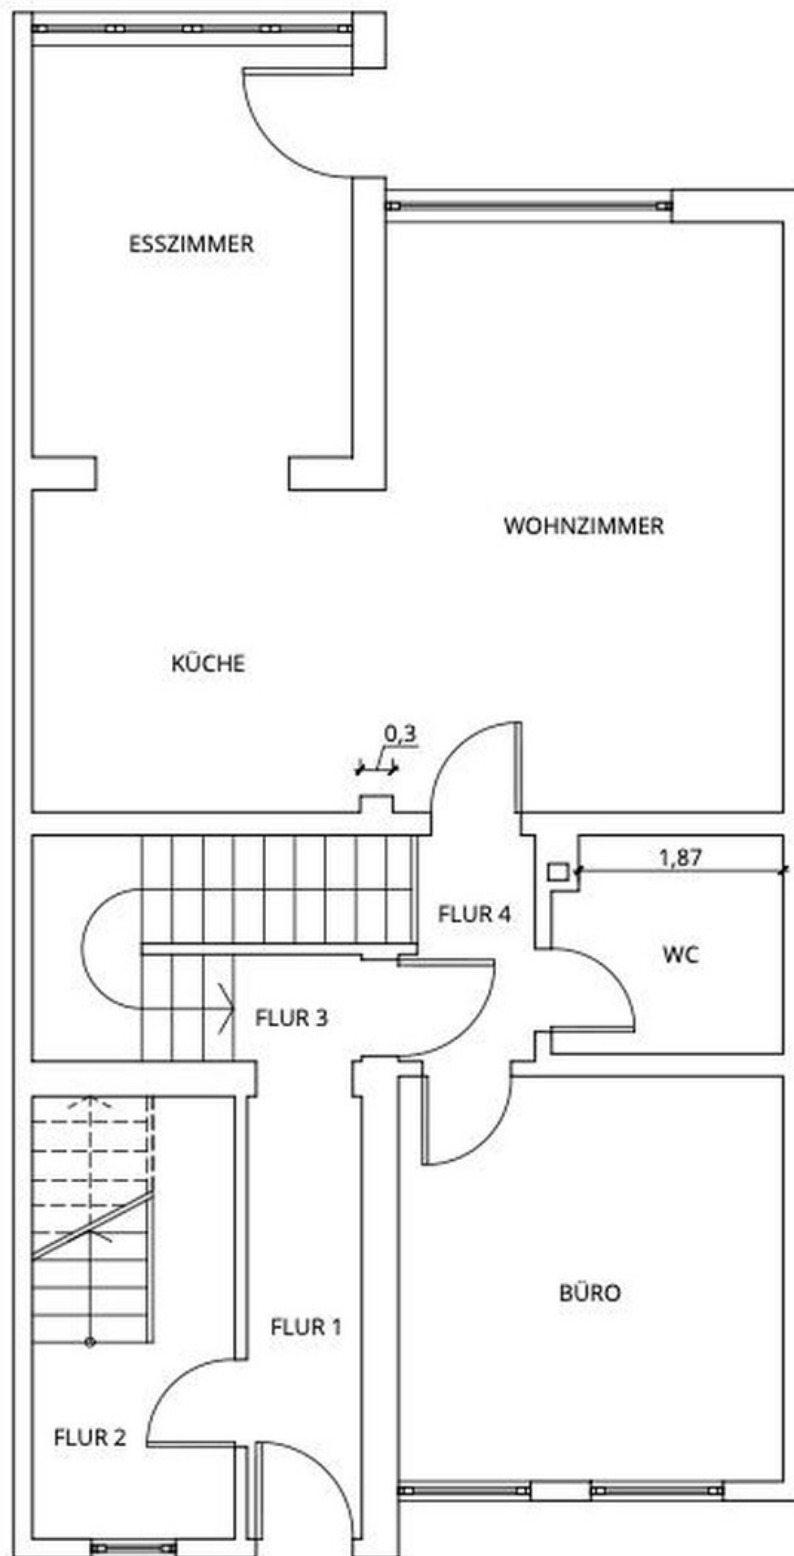 ESSZIMMER
WOHNZIMMER
KÜCHE
0,3
1,87
FLUR 4
WC
FLUR 3
BÜRO
FLUR 1
FLUR 2